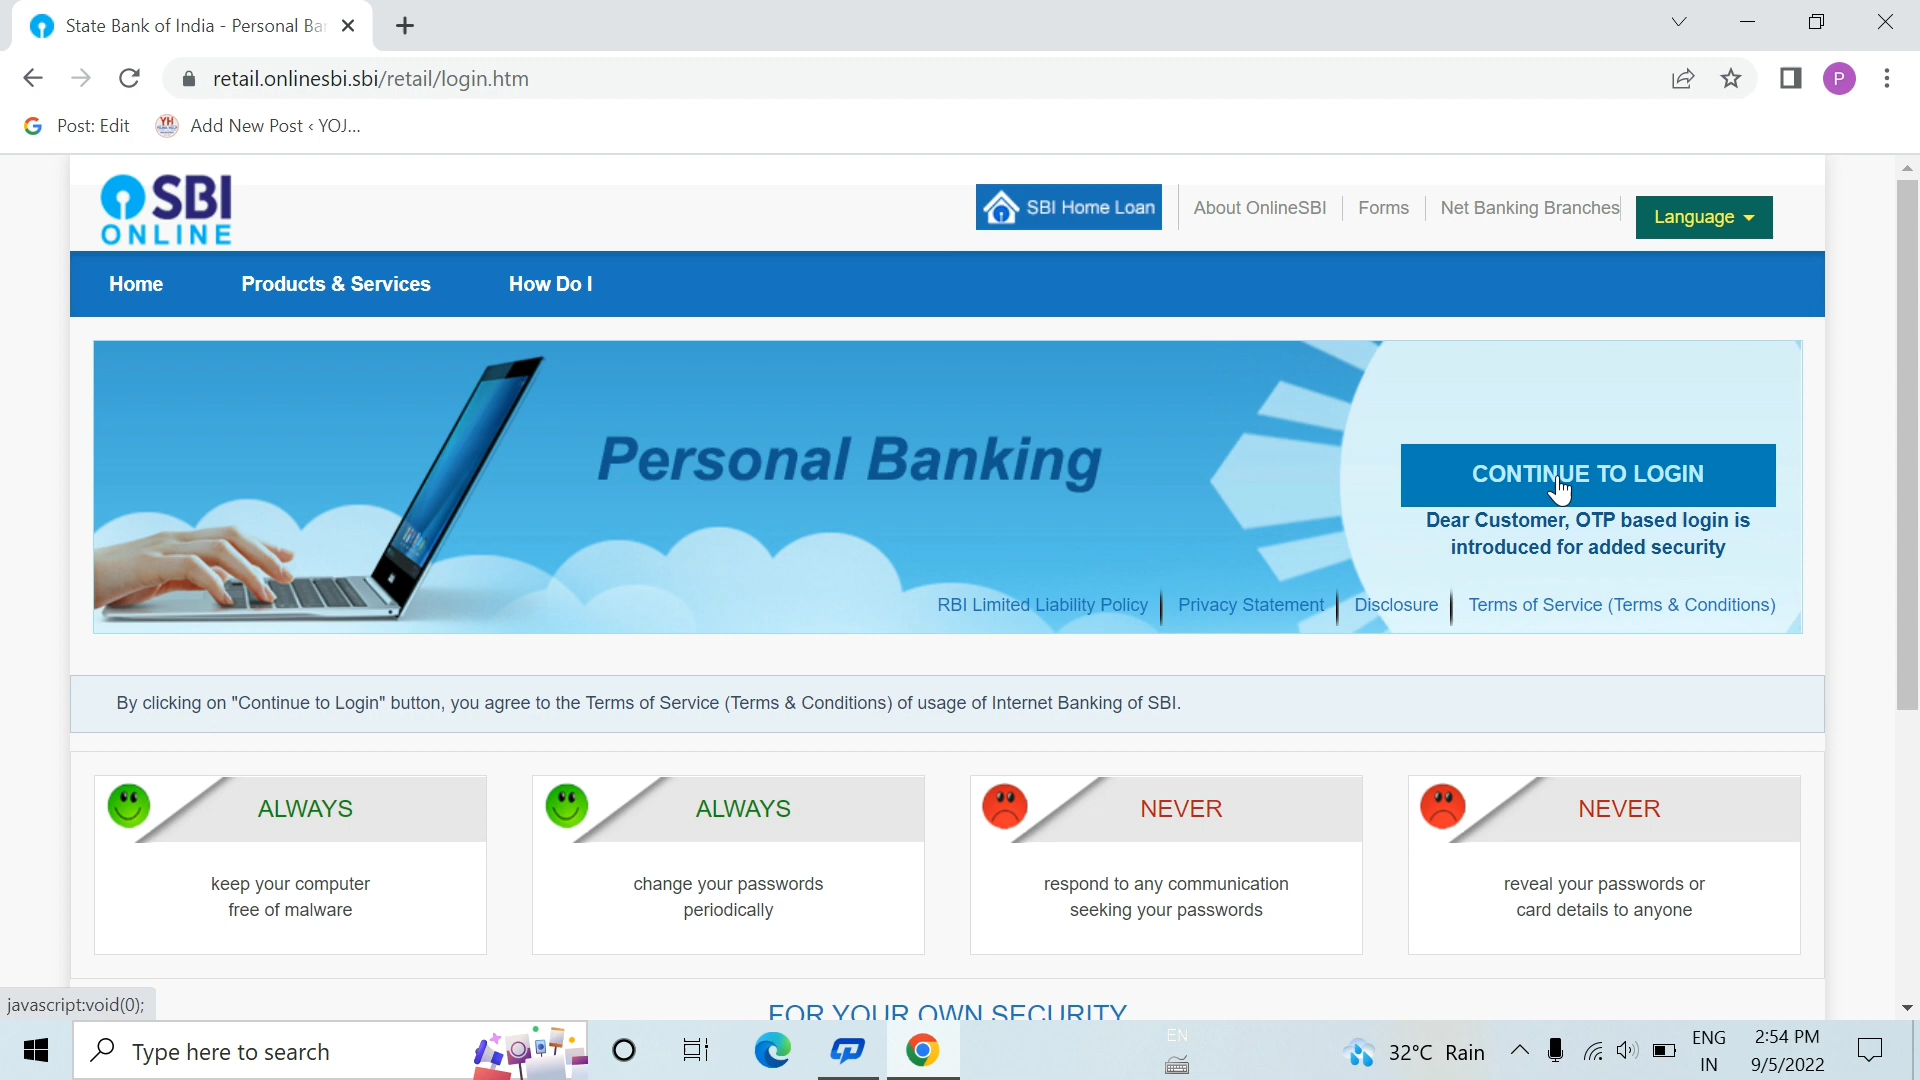 State Bank of India - Personal Ba
retail.onlinesbi.sbi/retail/login.htm
P
Post: Edit
YH
Add New Post ‹ YOJ...
SBI
ONLINE
SBI Home Loan
About OnlineSBI
Forms
Net Banking Branches
Language
Home
Products & Services
How Do I
Personal Banking
CONTINUE TO LOGIN
Dear Customer, OTP based login is
introduced for added security
RBI Limited Liability Policy
Privacy Statement
Disclosure
Terms of Service (Terms & Conditions)
By clicking on "Continue to Login" button, you agree to the Terms of Service (Terms & Conditions) of usage of Internet Banking of SBI.
ALWAYS
keep your computer
free of malware
ALWAYS
change your passwords
periodically
NEVER
respond to any communication
seeking your passwords
NEVER
reveal your passwords or
card details to anyone
javascript:void(0);
FOR YOUR OWN SECURITY
Type here to search
EN
32°C Rain
ENG
IN
2:54 PM
9/5/2022